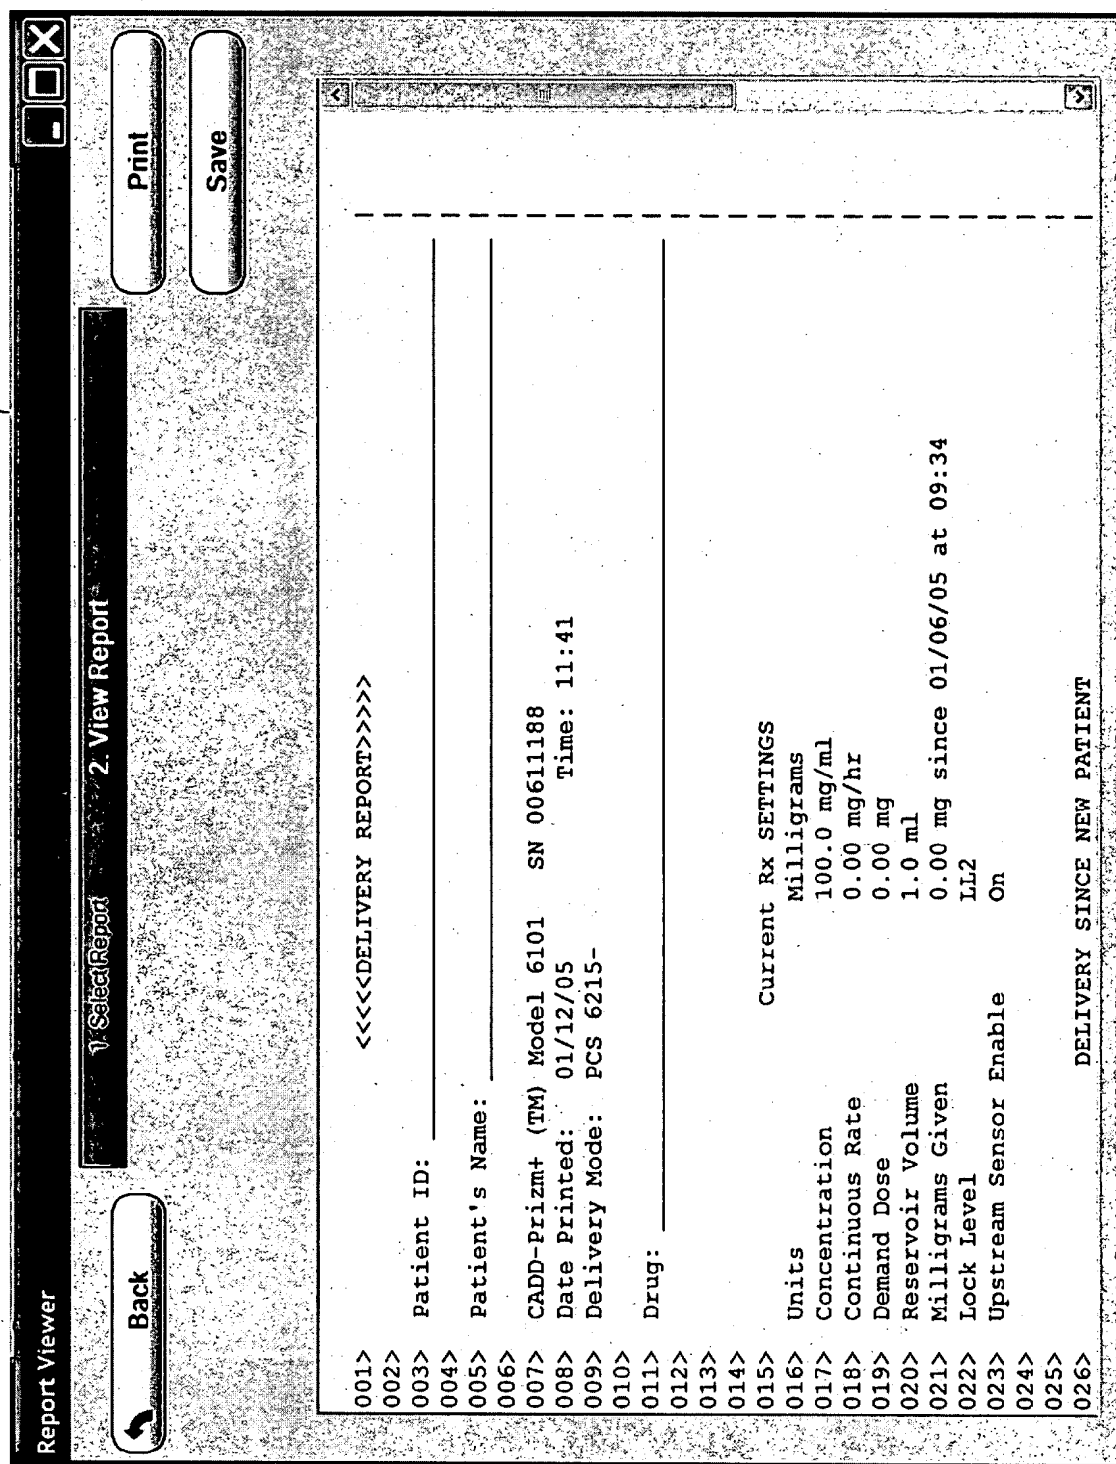 Report Viewer
Back
1. Select Report 2. View Report
Print
Save
001> <<<<<DELIVERY REPORT>>>>>
002>
003> Patient ID: ____________________
004>
005> Patient's Name: ____________________
006>
007> CADD-Prizm+ (TM) Model 6101 SN 00611188
008> Date Printed: 01/12/05 Time: 11:41
009> Delivery Mode: PCS 6215-
010>
011> Drug: ____________________
012>
013>
014>
015> Current Rx SETTINGS
016> Units Milligrams
017> Concentration 100.0 mg/ml
018> Continuous Rate 0.00 mg/hr
019> Demand Dose 0.00 mg
020> Reservoir Volume 1.0 ml
021> Milligrams Given 0.00 mg since 01/06/05 at 09:34
022> Lock Level LL2
023> Upstream Sensor Enable On
024>
025>
026> DELIVERY SINCE NEW PATIENT